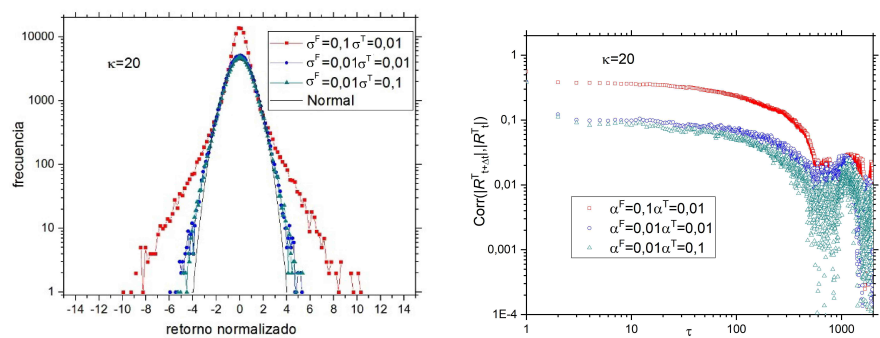 κ=20
σF=0,1σT=0,01
σF=0,01σT=0,01
σF=0,01σT=0,1
Normal
frecuencia
10000
1000
100
10
1
-14 -12 -10 -8 -6 -4 -2 0 2 4 6 8 10 12 14
retorno normalizado
κ=20
Corr(|R^T_{t+Δt}|,|R^T_t|)
1
0,1
0,01
0,001
1E-4
αF=0,1αT=0,01
αF=0,01αT=0,01
αF=0,01αT=0,1
1 10 100 1000
τ